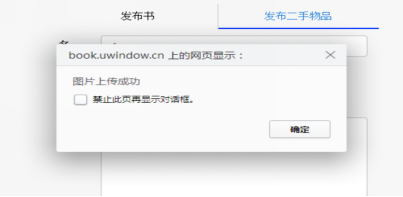 发布书 发布二手物品
book.uwindow.cn 上的网页显示：
图片上传成功
禁止此页再显示对话框。
确定